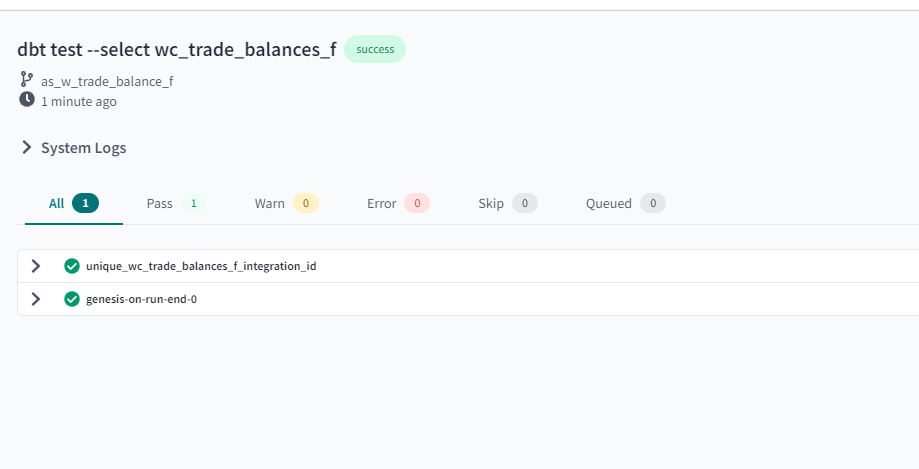 dbt test --select wc_trade_balances_f success
as_w_trade_balance_f
1 minute ago
System Logs
All 1 Pass 1 Warn 0 Error 0 Skip 0 Queued 0
unique_wc_trade_balances_f_integration_id
genesis-on-run-end-0